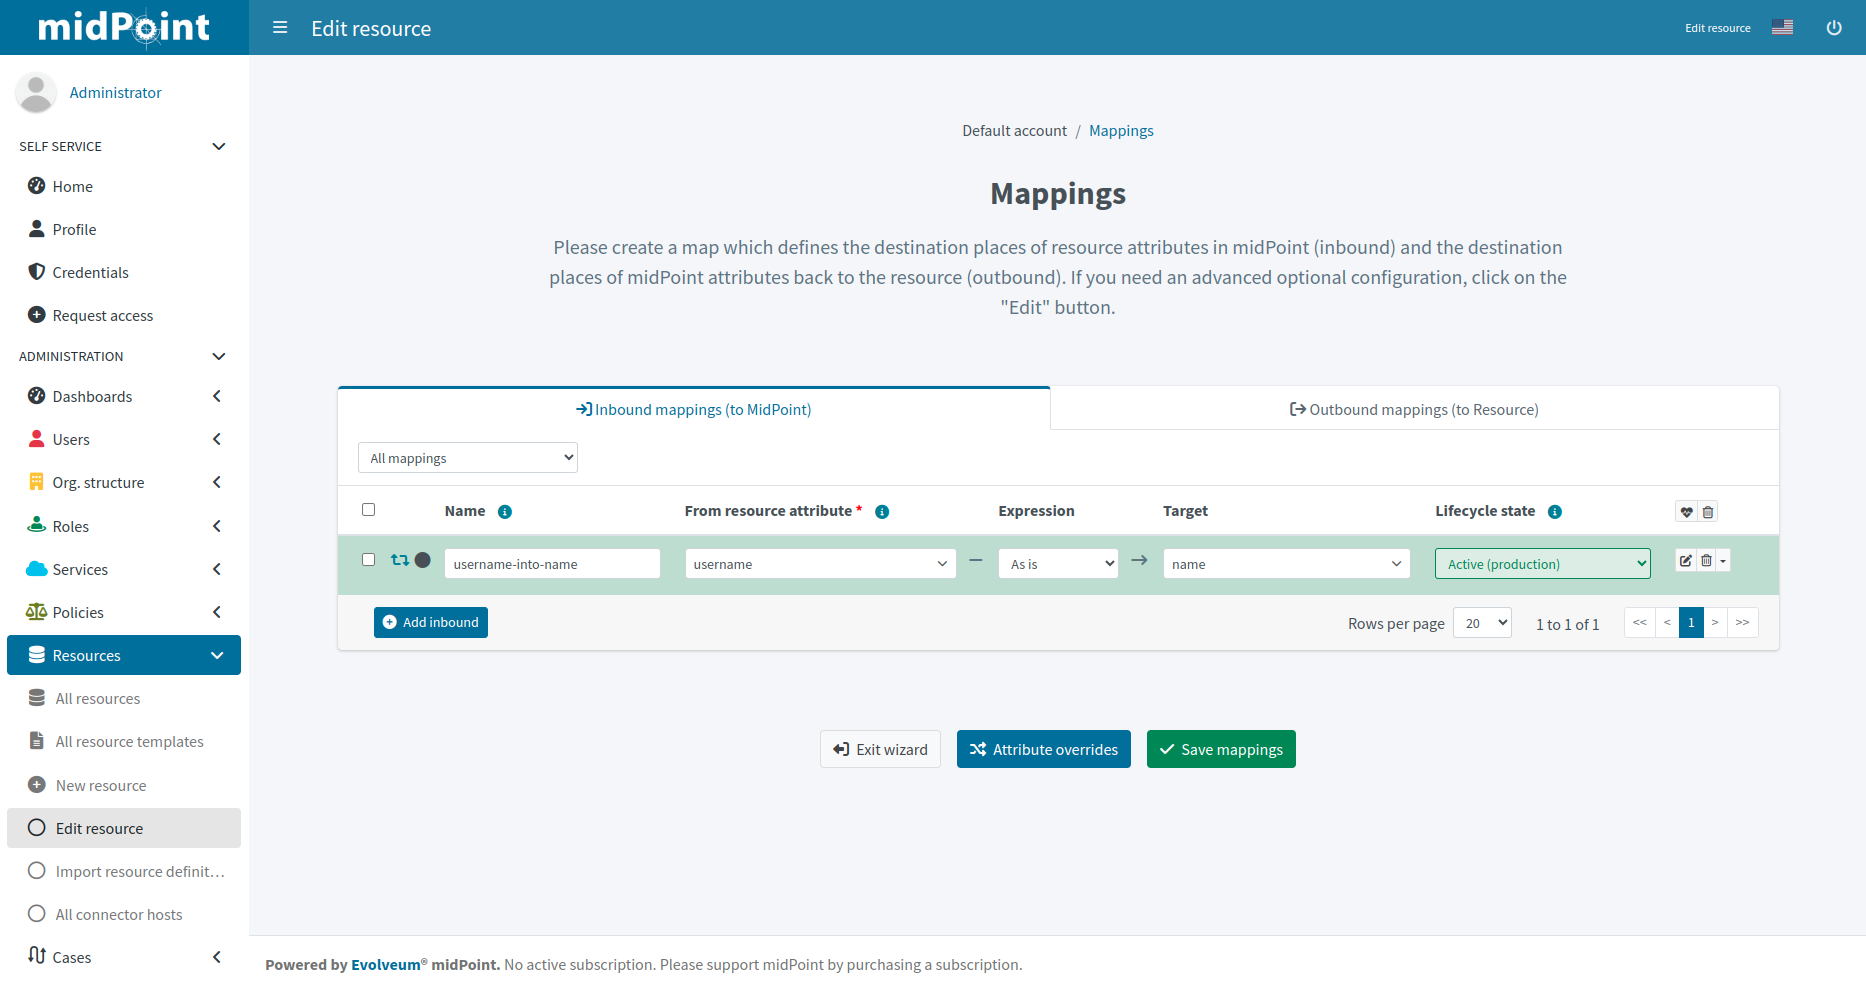 midPoint
Edit resource
Edit resource
Administrator
SELF SERVICE
Home
Profile
Credentials
Request access
ADMINISTRATION
Dashboards
Users
Org. structure
Roles
Services
Policies
Resources
All resources
All resource templates
New resource
Edit resource
Import resource definit...
All connector hosts
Cases
Default account / Mappings
Mappings
Please create a map which defines the destination places of resource attributes in midPoint (inbound) and the destination
places of midPoint attributes back to the resource (outbound). If you need an advanced optional configuration, click on the
"Edit" button.
Inbound mappings (to MidPoint)
Outbound mappings (to Resource)
All mappings
Name From resource attribute * Expression Target Lifecycle state
username-into-name username As is name Active (production)
Add inbound
Rows per page 20 1 to 1 of 1 << < 1 > >>
Exit wizard
Attribute overrides
Save mappings
Powered by Evolveum® midPoint. No active subscription. Please support midPoint by purchasing a subscription.